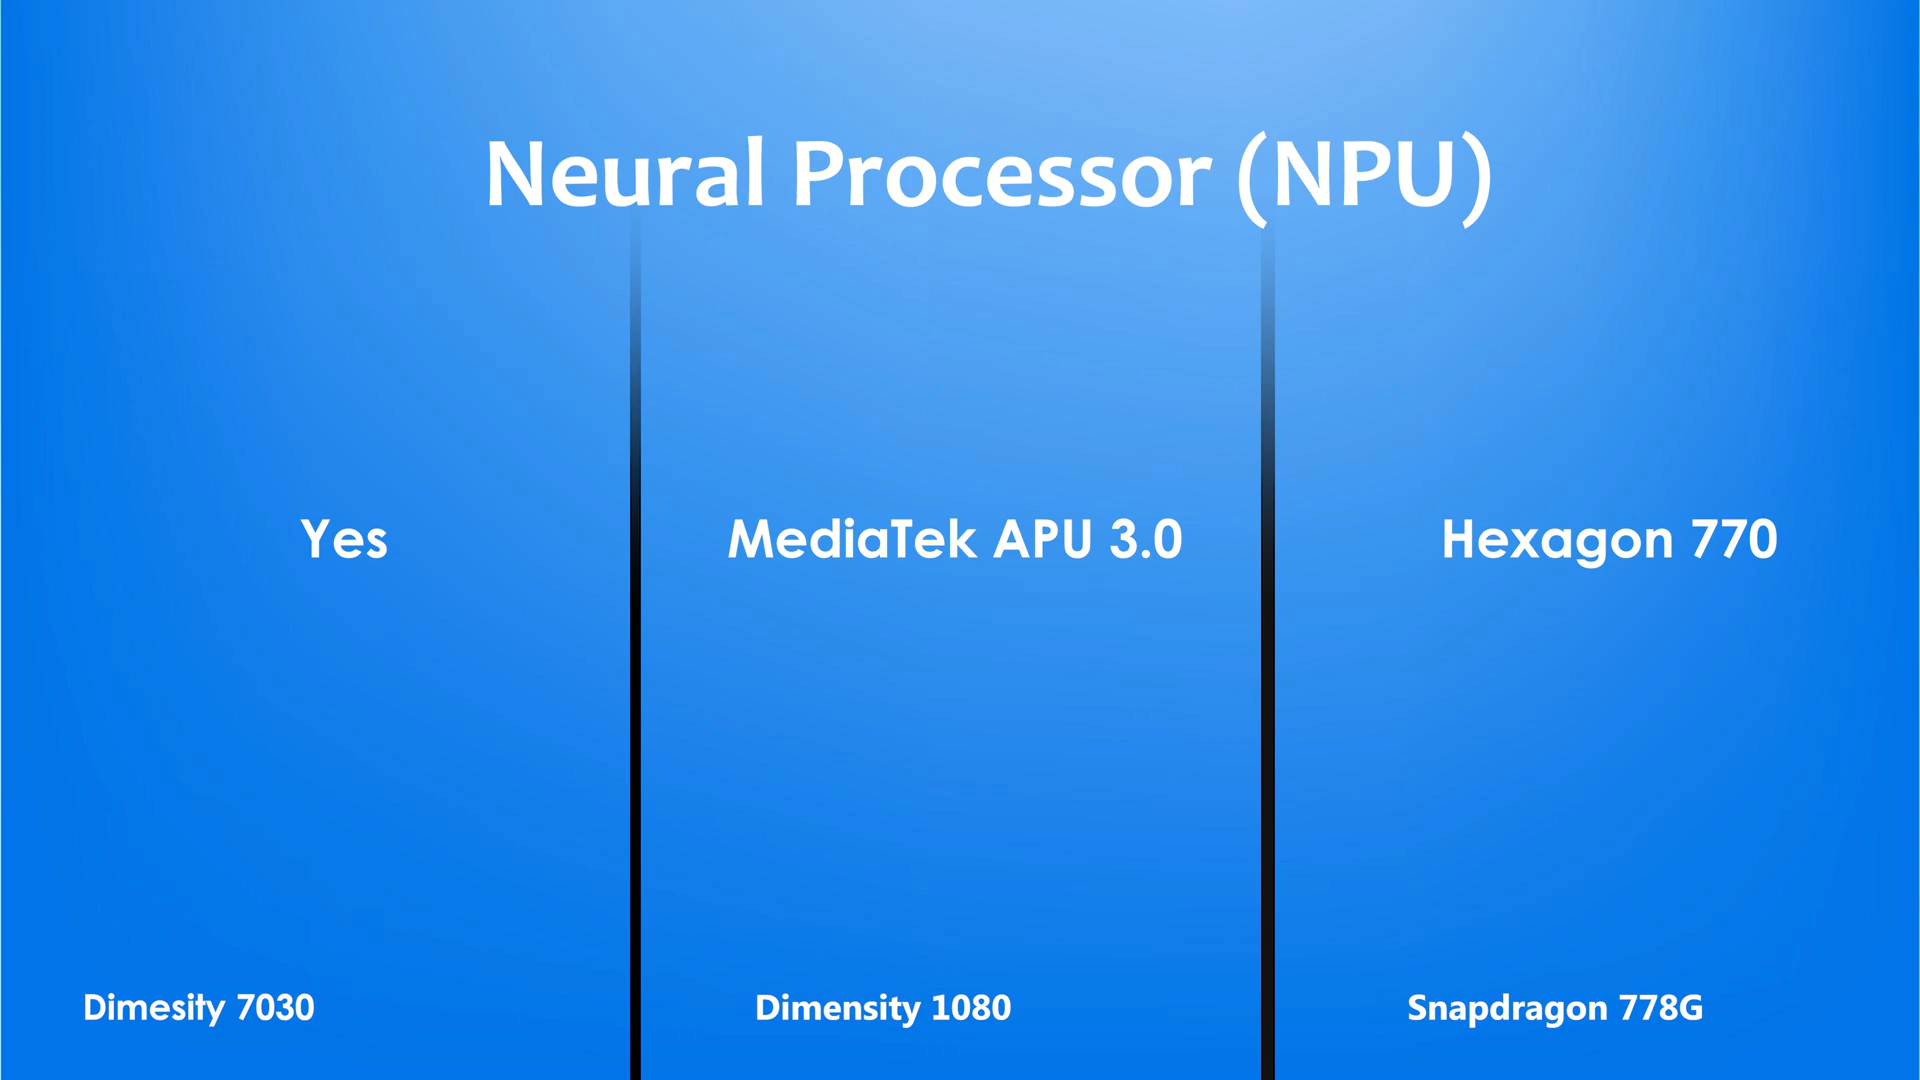 Neural Processor (NPU)
Yes
MediaTek APU 3.0
Hexagon 770
Dimesity 7030
Dimensity 1080
Snapdragon 778G